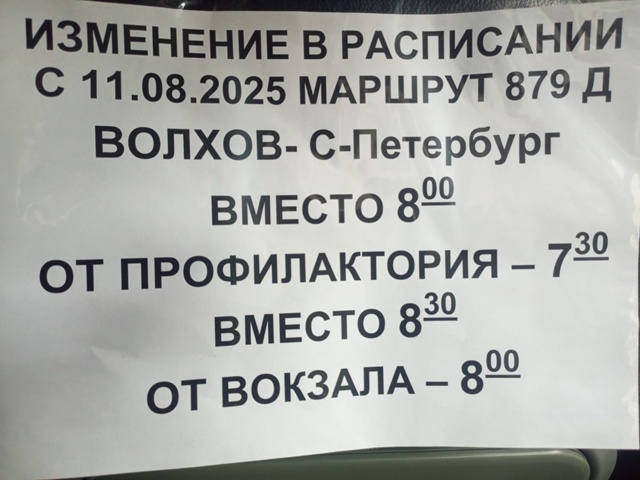 ИЗМЕНЕНИЕ В РАСПИСАНИИ
С 11.08.2025 МАРШРУТ 879 Д
ВОЛХОВ- С-Петербург
ВМЕСТО 8⁰⁰
ОТ ПРОФИЛАКТОРИЯ – 7³⁰
ВМЕСТО 8³⁰
ОТ ВОКЗАЛА – 8⁰⁰